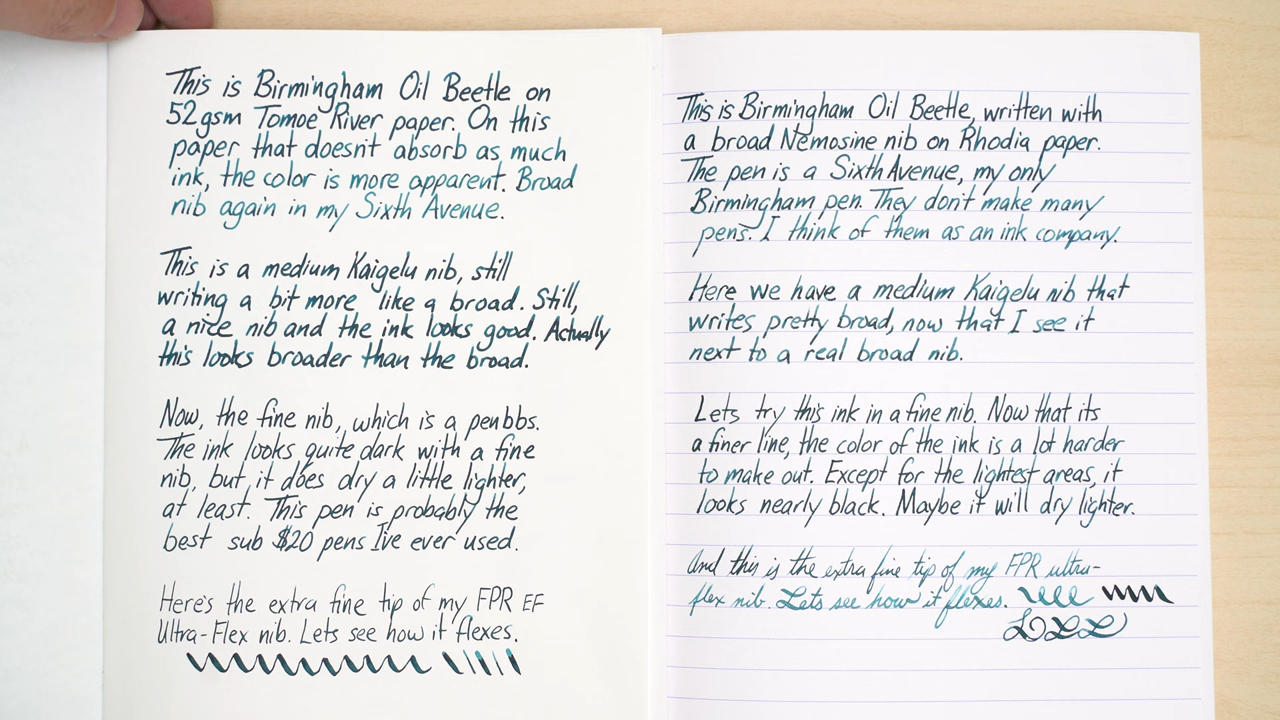 This is Birmingham Oil Beetle on
52gsm Tomoe River paper. On this
paper that doesn't absorb as much
ink, the color is more apparent. Broad
nib again in my Sixth Avenue.
This is a medium Kaigelu nib, still
writing a bit more like a broad. Still,
a nice nib and the ink looks good. Actually
this looks broader than the broad.
Now, the fine nib, which is a penbbs.
The ink looks quite dark with a fine
nib, but it does dry a little lighter,
at least. This pen is probably the
best sub $20 pens I've ever used.
Here's the extra fine tip of my FPR EF
Ultra-Flex nib. Lets see how it flexes.
This is Birmingham Oil Beetle, written with
a broad Nemosine nib on Rhodia paper.
The pen is a Sixth Avenue, my only
Birmingham pen. They don't make many
pens. I think of them as an ink company.
Here we have a medium Kaigelu nib that
writes pretty broad, now that I see it
next to a real broad nib.
Lets try this ink in a fine nib. Now that its
a finer line, the color of the ink is a lot harder
to make out. Except for the lightest areas, it
looks nearly black. Maybe it will dry lighter.
And this is the extra fine tip of my FPR ultra-
flex nib. Lets see how it flexes.